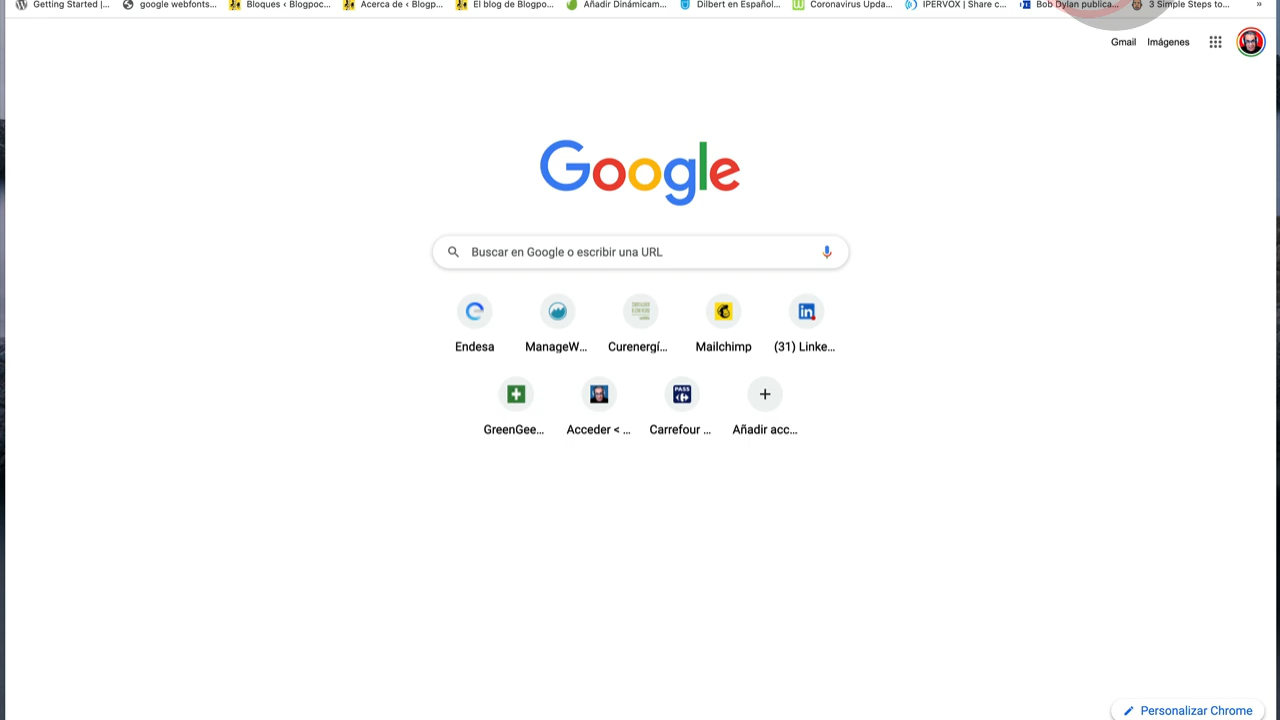 Getting Started |... google webfonts... Bloques ‹ Blogpoc... Acerca de ‹ Blogp... El blog de Blogpo... Añadir Dinámicam... Dilbert en Español... Coronavirus Upda... IPERVOX | Share c... Bob Dylan publica... 3 Simple Steps to... »
Gmail Imágenes
Google
Buscar en Google o escribir una URL
Endesa ManageW... Curenergí... Mailchimp (31) Linke...
PASS
GreenGee... Acceder < ... Carrefour ... Añadir acc...
Personalizar Chrome